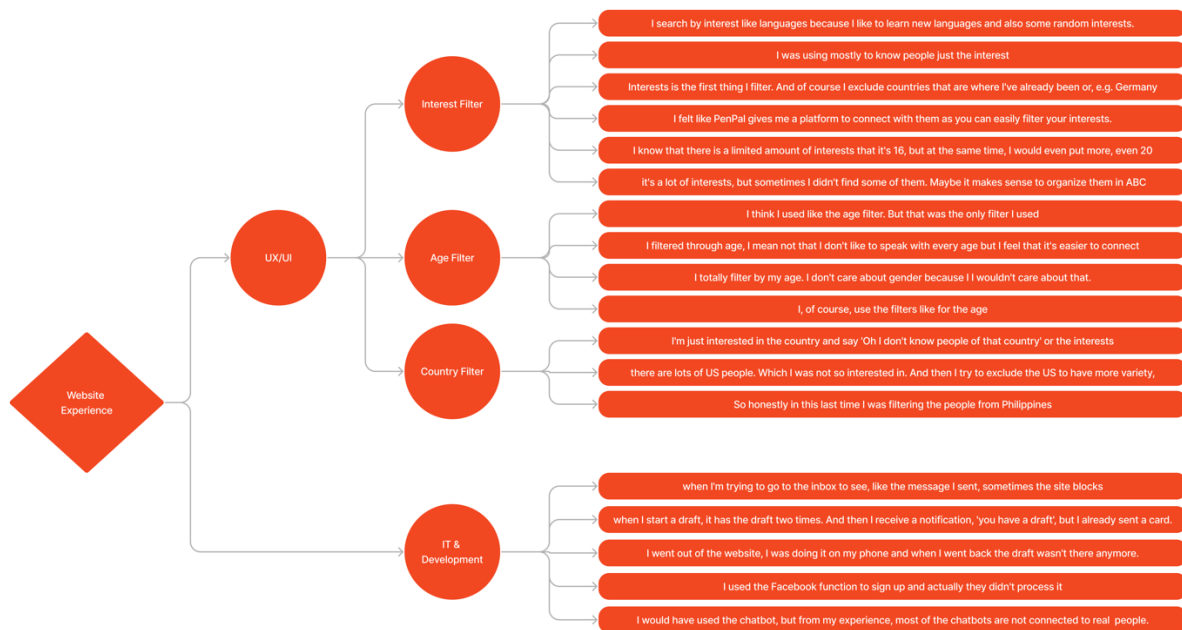 Website
Experience
UX/UI
Interest Filter
I search by interest like languages because I like to learn new languages and also some random interests.
I was using mostly to know people just the interest
Interests is the first thing I filter. And of course I exclude countries that are where I've already been or, e.g. Germany
I felt like PenPal gives me a platform to connect with them as you can easily filter your interests.
I know that there is a limited amount of interests that it's 16, but at the same time, I would even put more, even 20
it's a lot of interests, but sometimes I didn't find some of them. Maybe it makes sense to organize them in ABC
Age Filter
I think I used like the age filter. But that was the only filter I used
I filtered through age, I mean not that I don't like to speak with every age but I feel that it's easier to connect
I totally filter by my age. I don't care about gender because I I wouldn't care about that.
I, of course, use the filters like for the age
Country Filter
I'm just interested in the country and say 'Oh I don't know people of that country' or the interests
there are lots of US people. Which I was not so interested in. And then I try to exclude the US to have more variety,
So honestly in this last time I was filtering the people from Philippines
IT &
Development
when I'm trying to go to the inbox to see, like the message I sent, sometimes the site blocks
when I start a draft, it has the draft two times. And then I receive a notification, 'you have a draft', but I already sent a card.
I went out of the website, I was doing it on my phone and when I went back the draft wasn't there anymore.
I used the Facebook function to sign up and actually they didn't process it
I would have used the chatbot, but from my experience, most of the chatbots are not connected to real people.